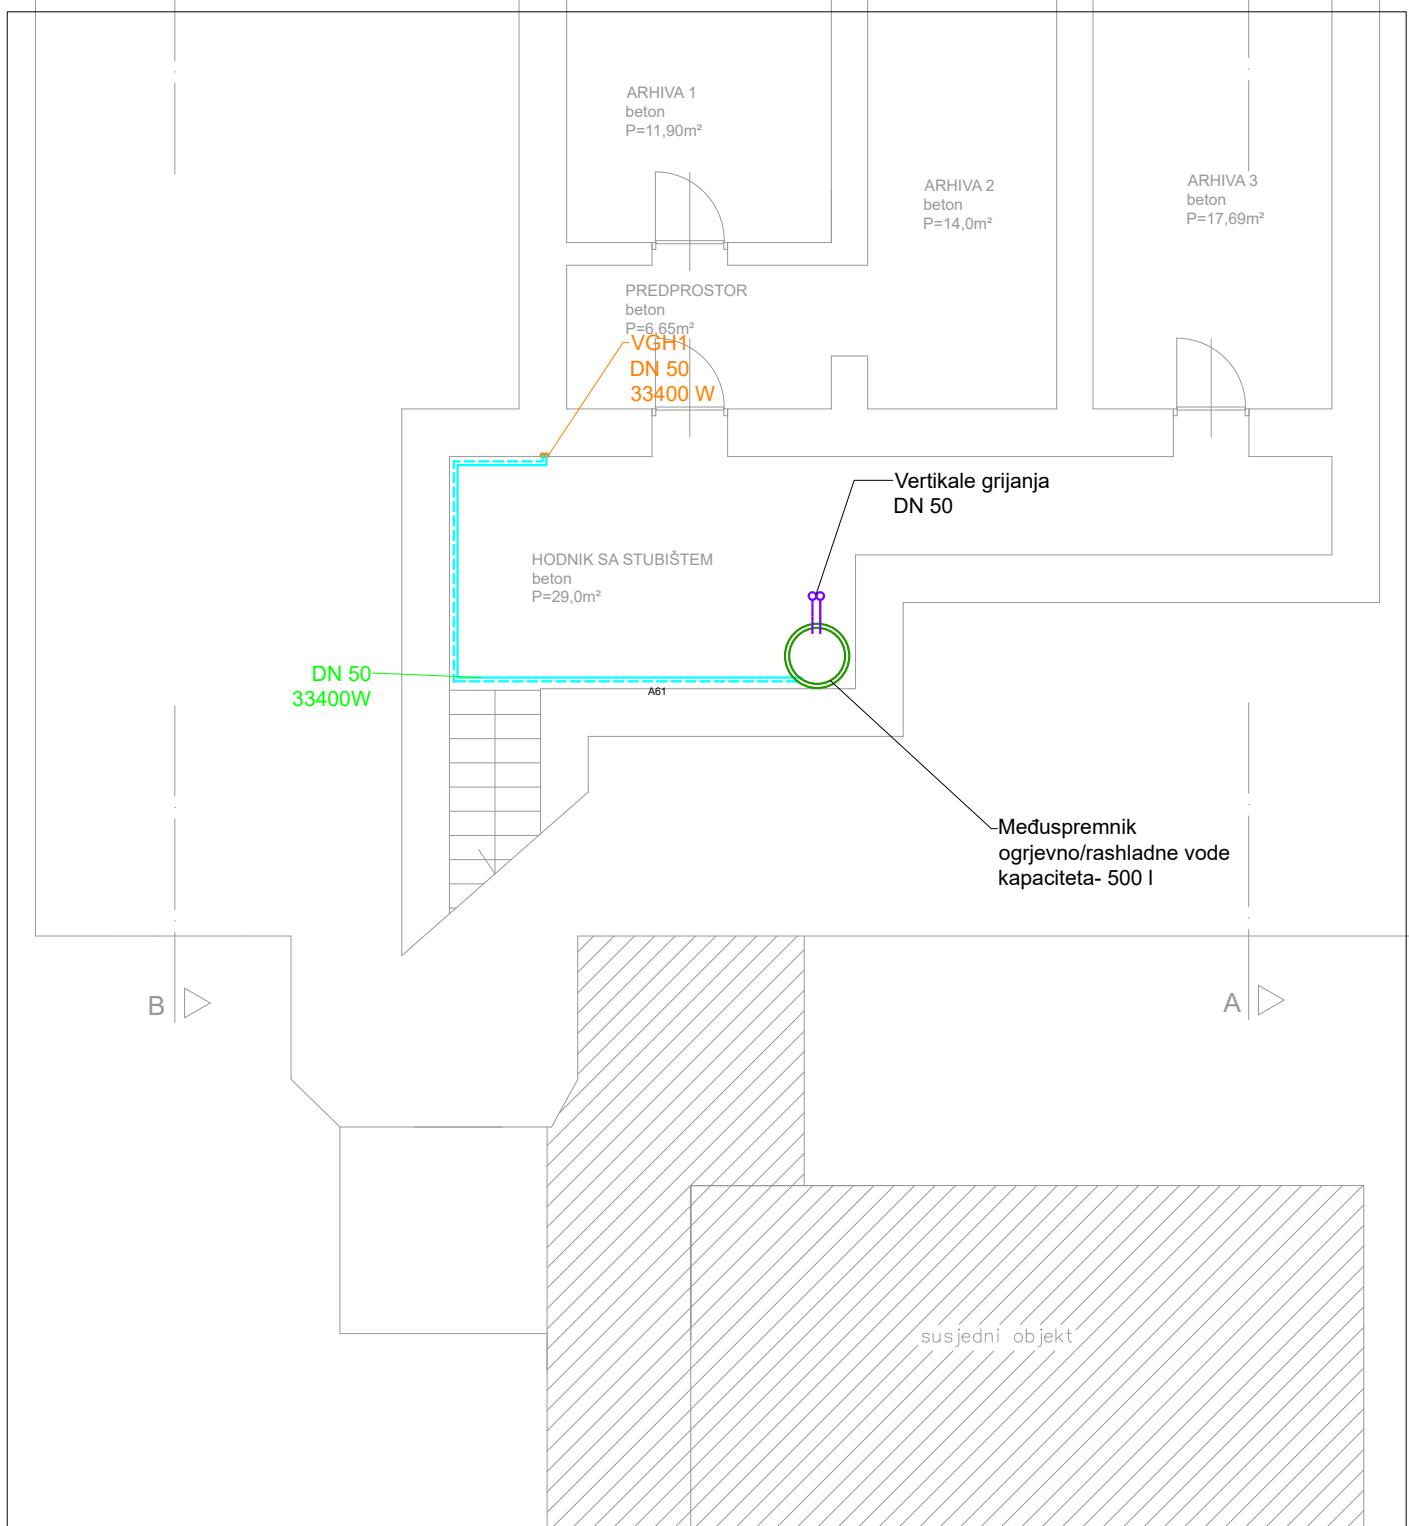 ARHIVA 1
beton
P=11,90m²
ARHIVA 2
beton
P=14,0m²
ARHIVA 3
beton
P=17,69m²
PREDPROSTOR
beton
P=6,65m²
VGH1
DN 50
33400 W
Vertikale grijanja
DN 50
HODNIK SA STUBIŠTEM
beton
P=29,0m²
DN 50
33400W
A61
Međuspremnik
ogrjevno/rashladne vode
kapaciteta- 500 l
B
A
susjedni objekt